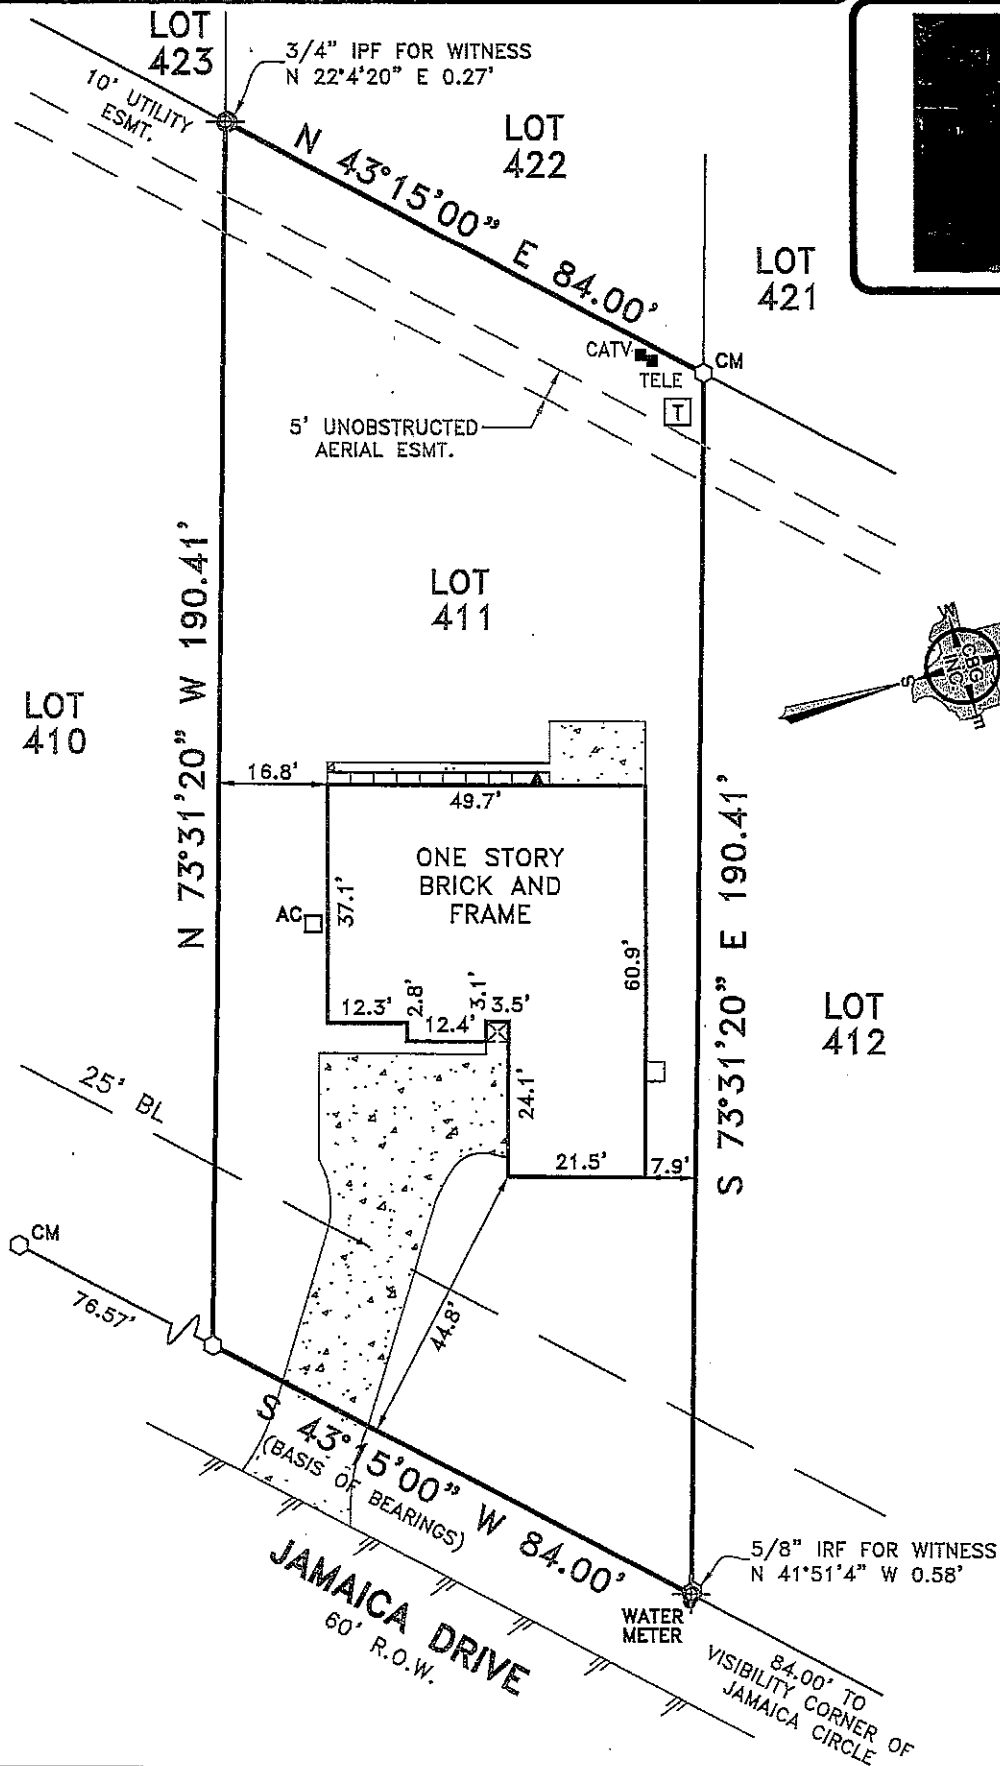 LOT
423
3/4" IPF FOR WITNESS
N 22°4'20" E 0.27'
10' UTILITY
ESMT.
LOT
422
N 43°15'00" E 84.00'
LOT
421
CATV
TELE
CM
T
5' UNOBSTRUCTED
AERIAL ESMT.
N 73°31'20" W 190.41'
LOT
411
W
S
E
CBG
INC
LOT
410
16.8'
49.7'
ONE STORY
BRICK AND
FRAME
AC
37.1'
60.9'
S 73°31'20" E 190.41'
12.3'
2.8'
12.4'
3.1'
3.5'
LOT
412
24.1'
25' BL
21.5'
7.9'
CM
76.57'
44.8'
S 43°15'00" W 84.00'
(BASIS OF BEARINGS)
5/8" IRF FOR WITNESS
N 41°51'4" W 0.58'
JAMAICA DRIVE
60' R.O.W.
WATER
METER
84.00' TO
VISIBILITY CORNER OF
JAMAICA CIRCLE